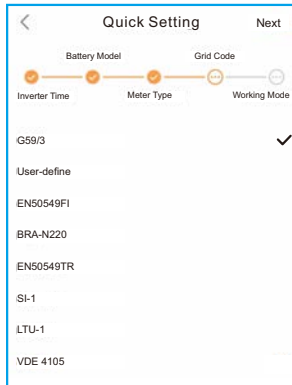 Quick Setting Next
Battery Model Grid Code
Inverter Time Meter Type Working Mode
G59/3
User-define
EN50549FI
BRA-N220
EN50549TR
SI-1
LTU-1
VDE 4105